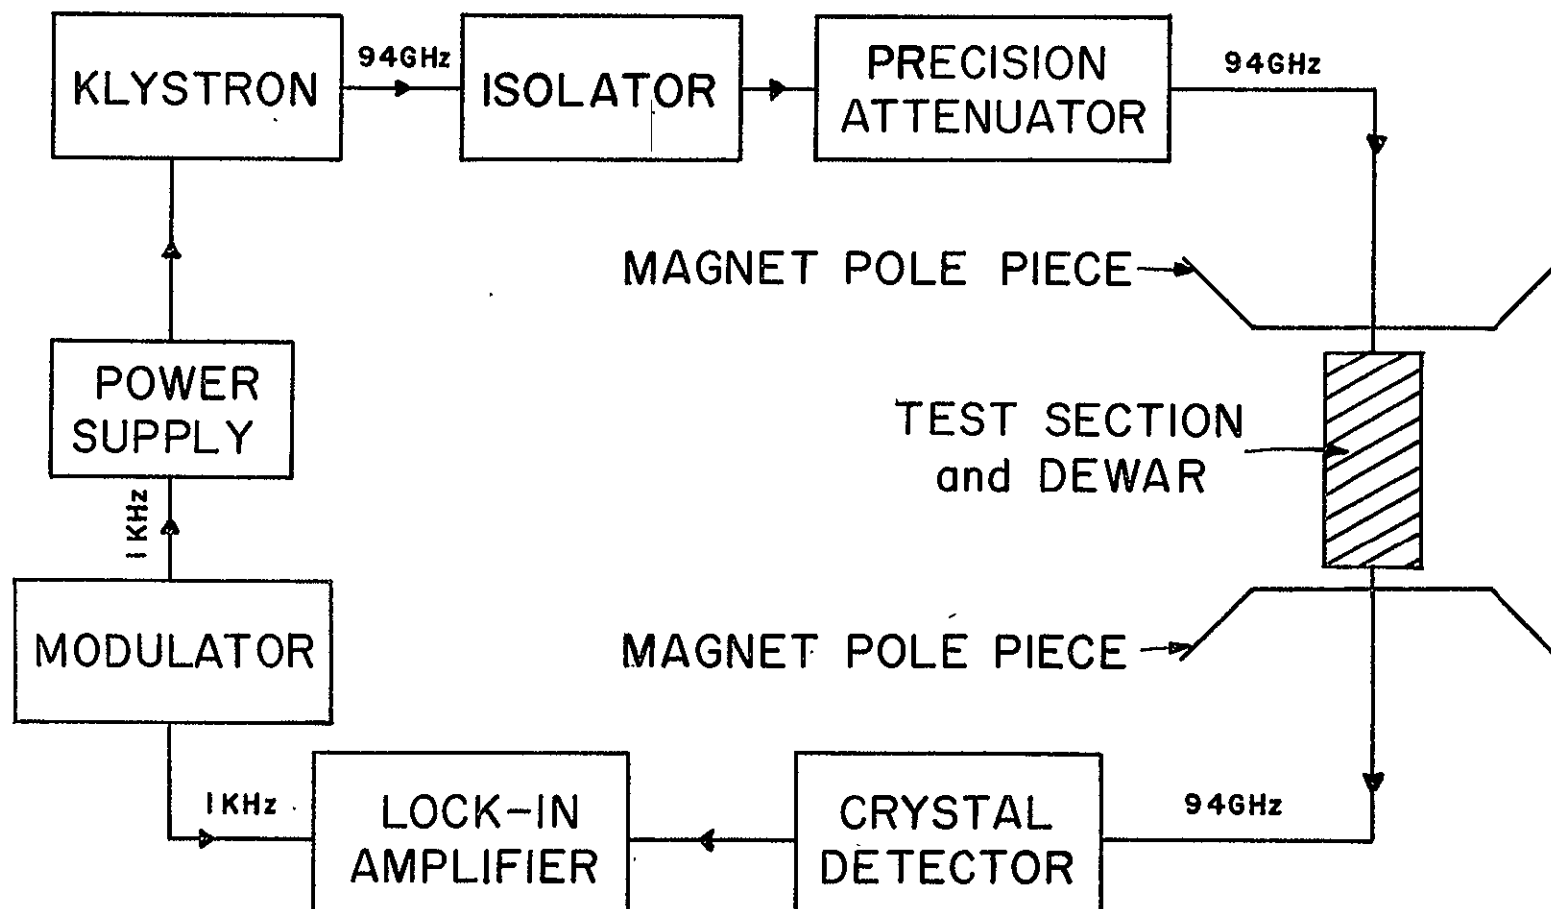 KLYSTRON
94GHz
ISOLATOR
PRECISION
ATTENUATOR
94GHz
MAGNET POLE PIECE
POWER
SUPPLY
TEST SECTION
and DEWAR
1KHz
MODULATOR
MAGNET POLE PIECE
1KHz
LOCK-IN
AMPLIFIER
CRYSTAL
DETECTOR
94GHz